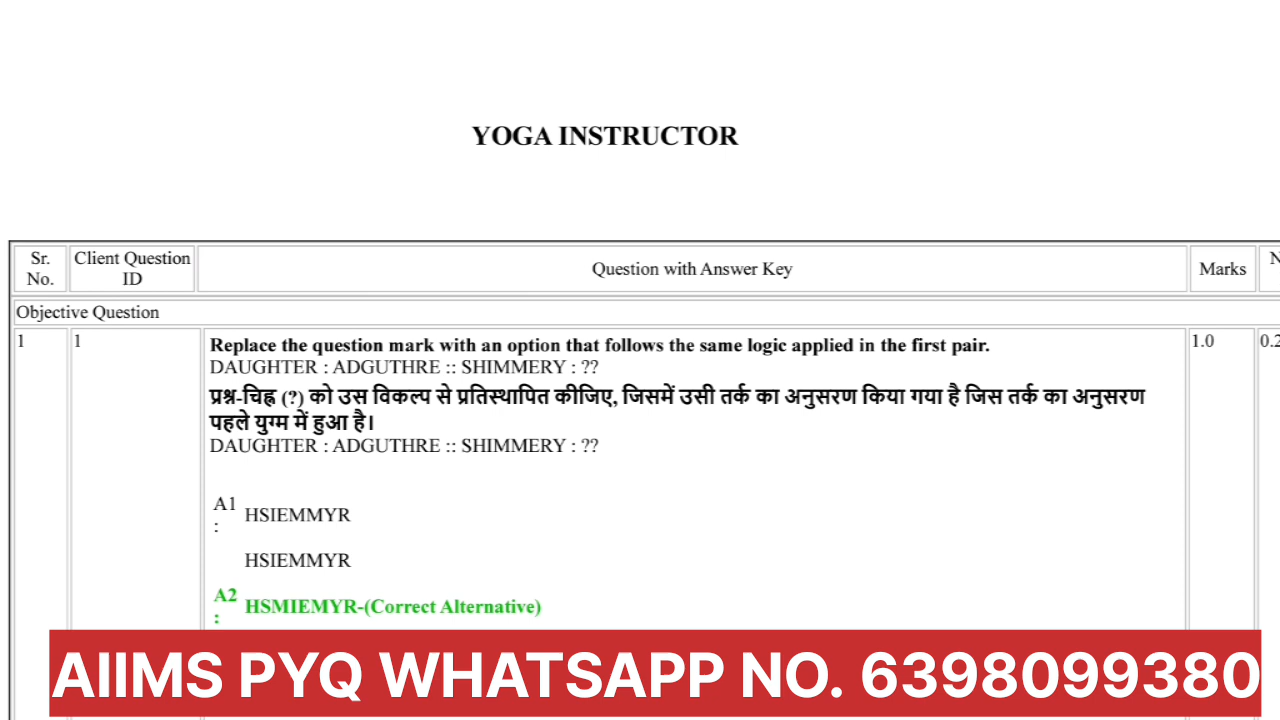 YOGA INSTRUCTOR
Sr. No.
Client Question ID
Question with Answer Key
Marks
N
Objective Question
1
1
Replace the question mark with an option that follows the same logic applied in the first pair.
1.0
0.2
DAUGHTER : ADGUTHRE :: SHIMMERY : ??
प्रश्न-चिह्न (?) को उस विकल्प से प्रतिस्थापित कीजिए, जिसमें उसी तर्क का अनुसरण किया गया है जिस तर्क का अनुसरण
पहले युग्म में हुआ है।
DAUGHTER : ADGUTHRE :: SHIMMERY : ??
A1 : HSIEMMYR
HSIEMMYR
A2 : HSMIEMYR-(Correct Alternative)
AIIMS PYQ WHATSAPP NO. 6398099380